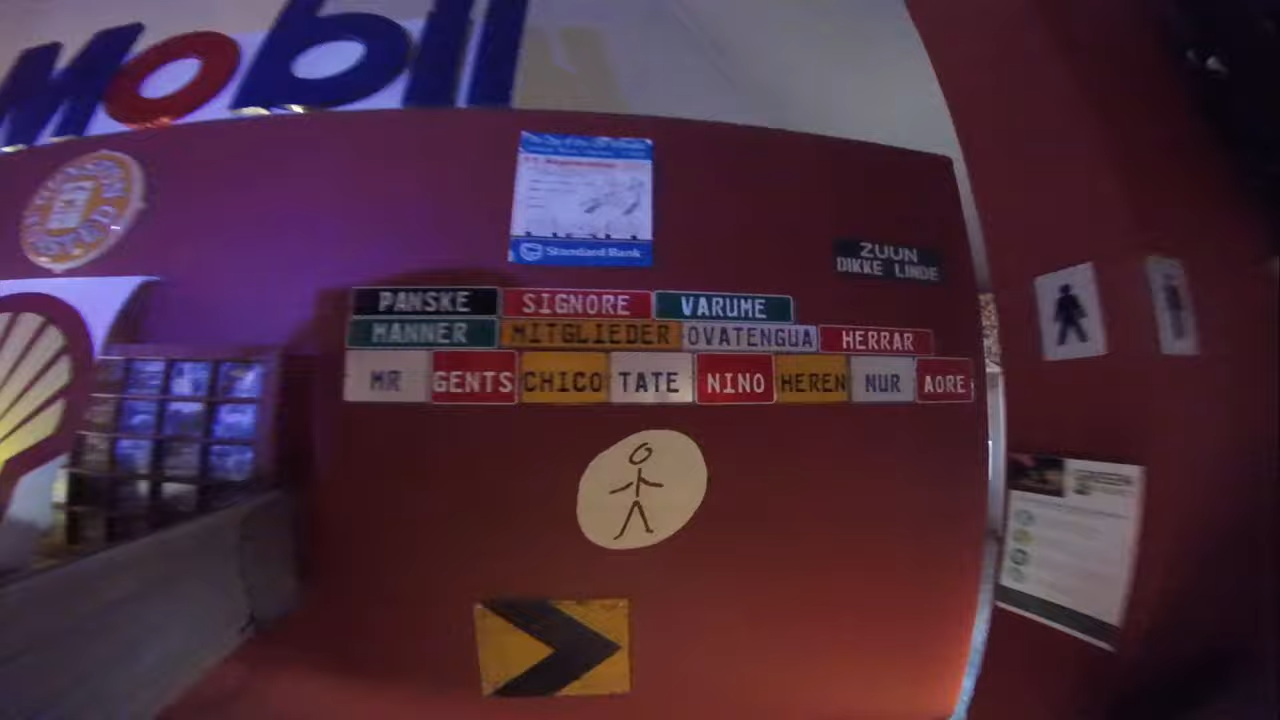 Mobil
Standard Bank
ZUUN
DIKKE LINDE
PANSKE SIGNORE VARUME
MANNER MITGLIEDER OVATENGUA HERRAR
MR GENTS CHICO TATE NINO HEREN NUR AORE